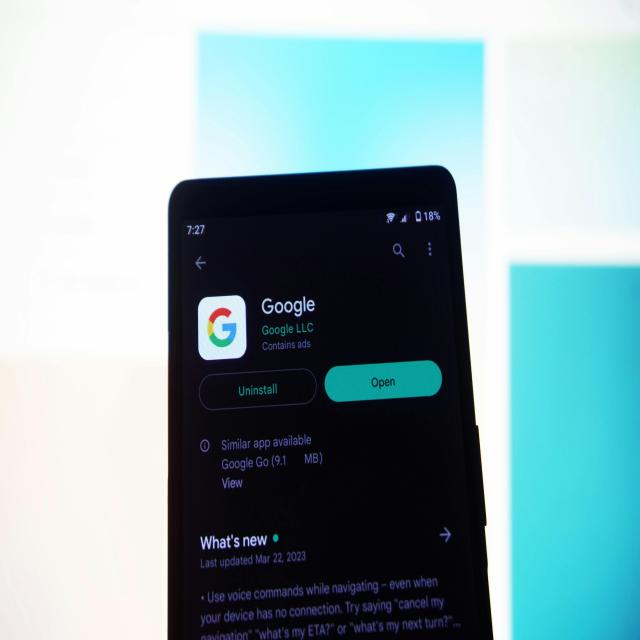 7:27
18%
Google
Google LLC
Contains ads
Uninstall
Open
Similar app available
Google Go (9.1 MB)
View
What's new
Last updated Mar 22, 2023
• Use voice commands while navigating – even when
your device has no connection. Try saying "cancel my
navigation" "what's my ETA?" or "what's my next turn?"...